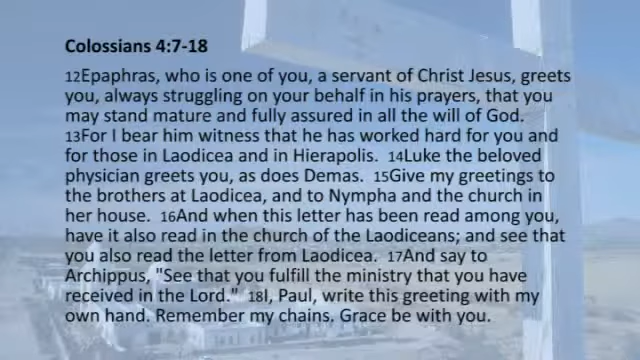 Colossians 4:7-18
12Epaphras, who is one of you, a servant of Christ Jesus, greets
you, always struggling on your behalf in his prayers, that you
may stand mature and fully assured in all the will of God.
13For I bear him witness that he has worked hard for you and
for those in Laodicea and in Hierapolis. 14Luke the beloved
physician greets you, as does Demas. 15Give my greetings to
the brothers at Laodicea, and to Nympha and the church in
her house. 16And when this letter has been read among you,
have it also read in the church of the Laodiceans; and see that
you also read the letter from Laodicea. 17And say to
Archippus, "See that you fulfill the ministry that you have
received in the Lord." 18I, Paul, write this greeting with my
own hand. Remember my chains. Grace be with you.